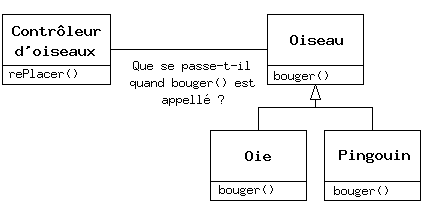 Contrôleur
d'oiseaux
rePlacer()
Que se passe-t-il
quand bouger() est
appellé ?
Oiseau
bouger()
Oie
bouger()
Pingouin
bouger()